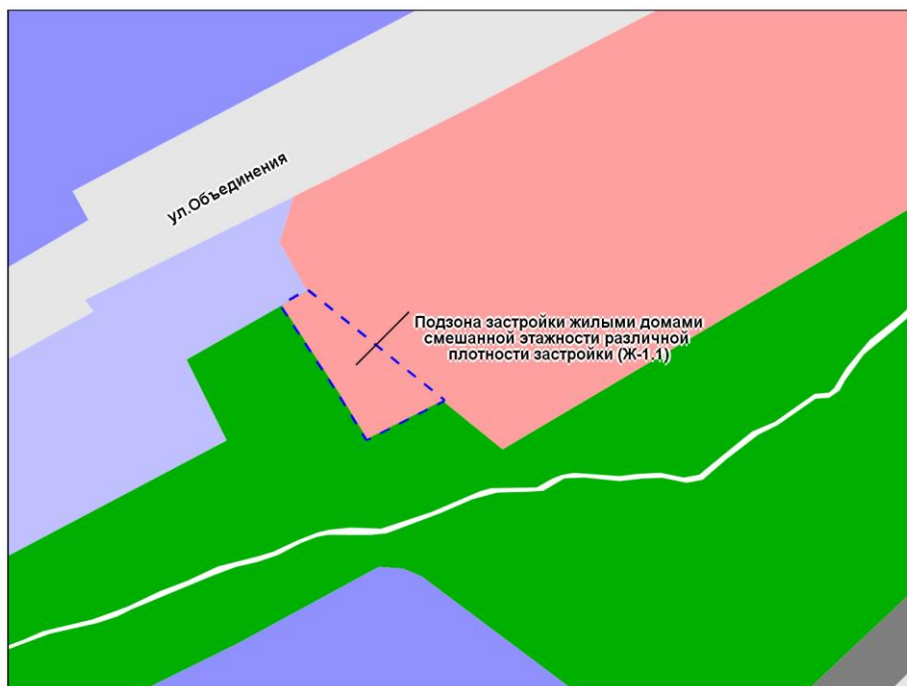 ул.Объединения
Подзона застройки жилыми домами
смешанной этажности различной
плотности застройки (Ж-1.1)